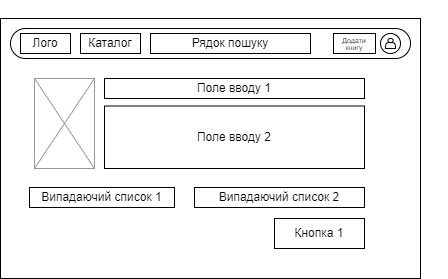 Лого
Каталог
Рядок пошуку
Додати
книгу
Поле вводу 1
Поле вводу 2
Випадаючий список 1
Випадаючий список 2
Кнопка 1